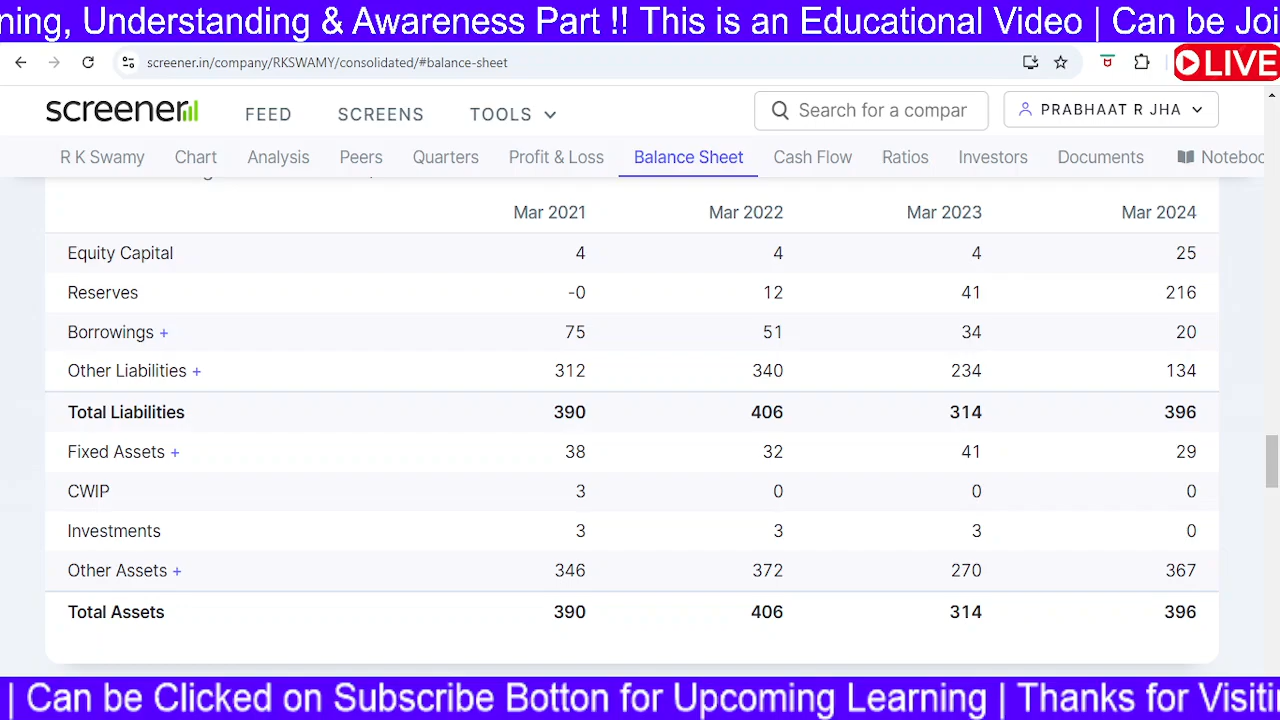 ning, Understanding & Awareness Part !! This is an Educational Video | Can be Joi
screener.in/company/RKSWAMY/consolidated/#balance-sheet
LIVE
screener FEED SCREENS TOOLS Search for a compar PRABHAAT R JHA
R K Swamy Chart Analysis Peers Quarters Profit & Loss Balance Sheet Cash Flow Ratios Investors Documents Noteboo
Mar 2021 Mar 2022 Mar 2023 Mar 2024
Equity Capital 4 4 4 25
Reserves -0 12 41 216
Borrowings + 75 51 34 20
Other Liabilities + 312 340 234 134
Total Liabilities 390 406 314 396
Fixed Assets + 38 32 41 29
CWIP 3 0 0 0
Investments 3 3 3 0
Other Assets + 346 372 270 367
Total Assets 390 406 314 396
| Can be Clicked on Subscribe Botton for Upcoming Learning | Thanks for Visiti